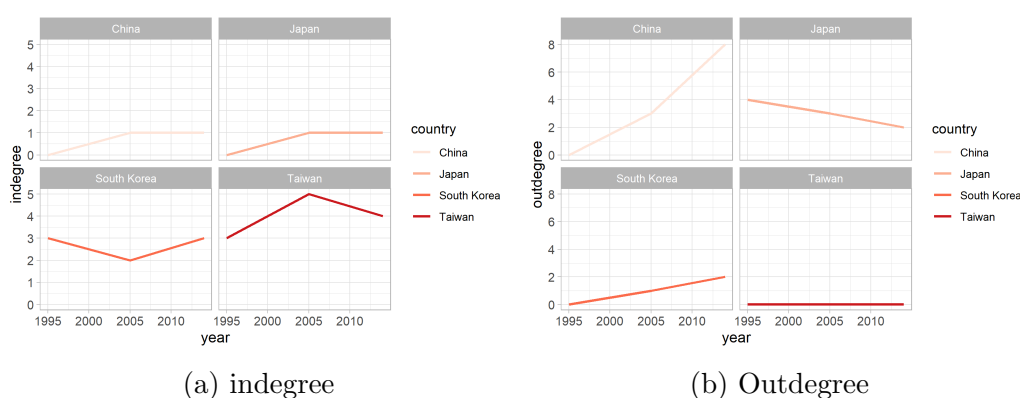 China Japan
5
4
3
2
1
0
indegree
South Korea Taiwan
5
4
3
2
1
0
1995 2000 2005 2010 1995 2000 2005 2010
year
country
China
Japan
South Korea
Taiwan
(a) indegree
China Japan
8
6
4
2
0
outdegree
South Korea Taiwan
8
6
4
2
0
1995 2000 2005 2010 1995 2000 2005 2010
year
country
China
Japan
South Korea
Taiwan
(b) Outdegree